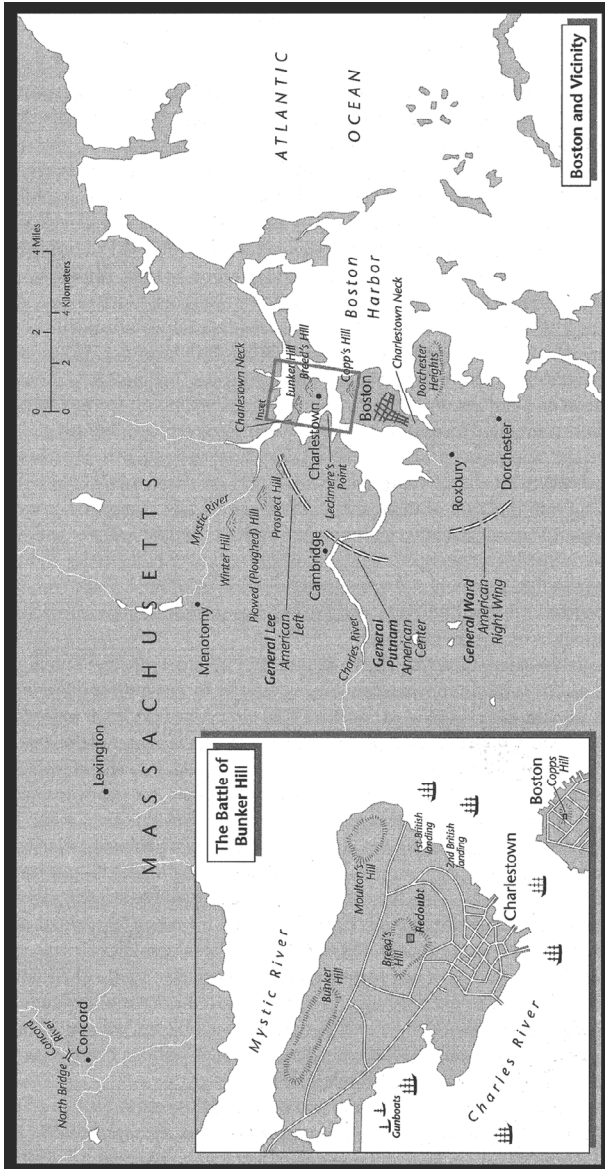 Boston and Vicinity
ATLANTIC
OCEAN
MASSACHUSETTS
0
2
4 Miles
0
2
4 Kilometers
Concord
River
North Bridge
Concord
Lexington
Menotomy
Mystic River
Winter Hill
Plowed (Ploughed) Hill
Prospect Hill
General Lee
American
Left
Charlestown Neck
Inset
Bunker Hill
Breed's Hill
Charlestown
Lechmere's
Point
Copp's Hill
Boston
Boston
Harbor
Charlestown Neck
Dorchester
Heights
Cambridge
Charles River
General
Putnam
American
Center
Roxbury
Dorchester
General Ward
American
Right Wing
The Battle of
Bunker Hill
Mystic River
Moulton's
Hill
Bunker
Hill
Breed's
Hill
Redoubt
1st British
landing
2nd British
landing
Charlestown
Boston
Copps
Hill
Gunboats
Charles River